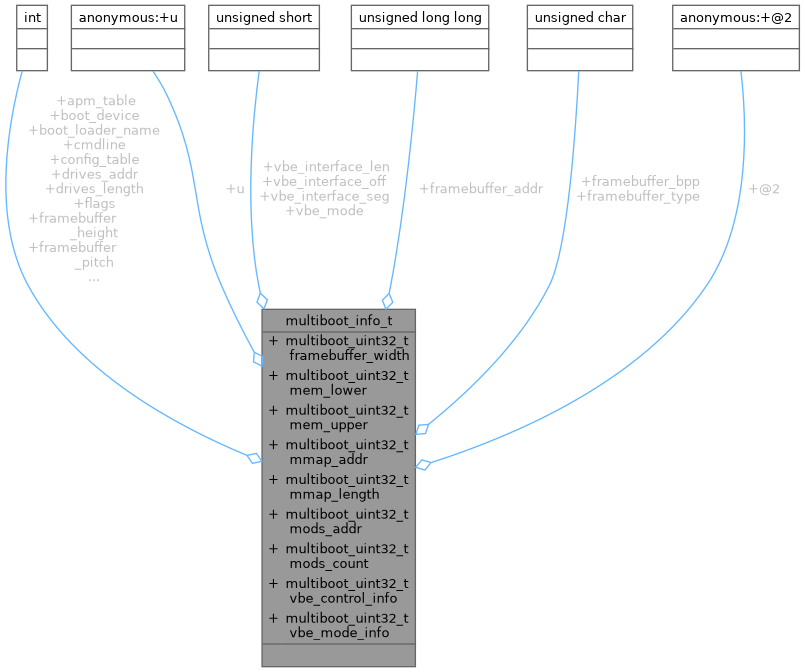 int
anonymous:+u
unsigned short
unsigned long long
unsigned char
anonymous:+@2
+apm_table
+boot_device
+boot_loader_name
+cmdline
+config_table
+drives_addr
+drives_length
+flags
+framebuffer
_height
+framebuffer
_pitch
...
+u
+vbe_interface_len
+vbe_interface_off
+vbe_interface_seg
+vbe_mode
+framebuffer_addr
+framebuffer_bpp
+framebuffer_type
+@2
multiboot_info_t
+ multiboot_uint32_t
framebuffer_width
+ multiboot_uint32_t
mem_lower
+ multiboot_uint32_t
mem_upper
+ multiboot_uint32_t
mmap_addr
+ multiboot_uint32_t
mmap_length
+ multiboot_uint32_t
mods_addr
+ multiboot_uint32_t
mods_count
+ multiboot_uint32_t
vbe_control_info
+ multiboot_uint32_t
vbe_mode_info